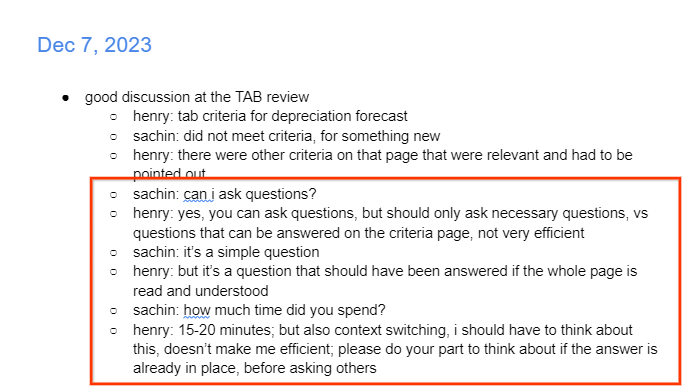 Dec 7, 2023
● good discussion at the TAB review
○ henry: tab criteria for depreciation forecast
○ sachin: did not meet criteria, for something new
○ henry: there were other criteria on that page that were relevant and had to be
pointed out
○ sachin: can i ask questions?
○ henry: yes, you can ask questions, but should only ask necessary questions, vs
questions that can be answered on the criteria page, not very efficient
○ sachin: it's a simple question
○ henry: but it's a question that should have been answered if the whole page is
read and understood
○ sachin: how much time did you spend?
○ henry: 15-20 minutes; but also context switching, i should have to think about
this, doesn't make me efficient; please do your part to think about if the answer is
already in place, before asking others